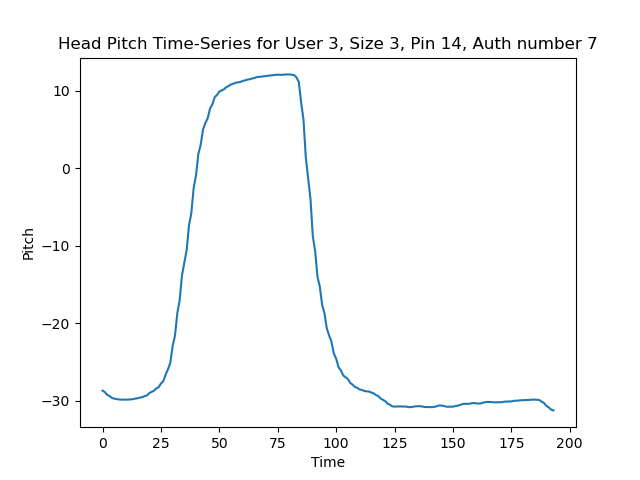 Head Pitch Time-Series for User 3, Size 3, Pin 14, Auth number 7
10
0
−10
−20
−30
Pitch
0 25 50 75 100 125 150 175 200
Time